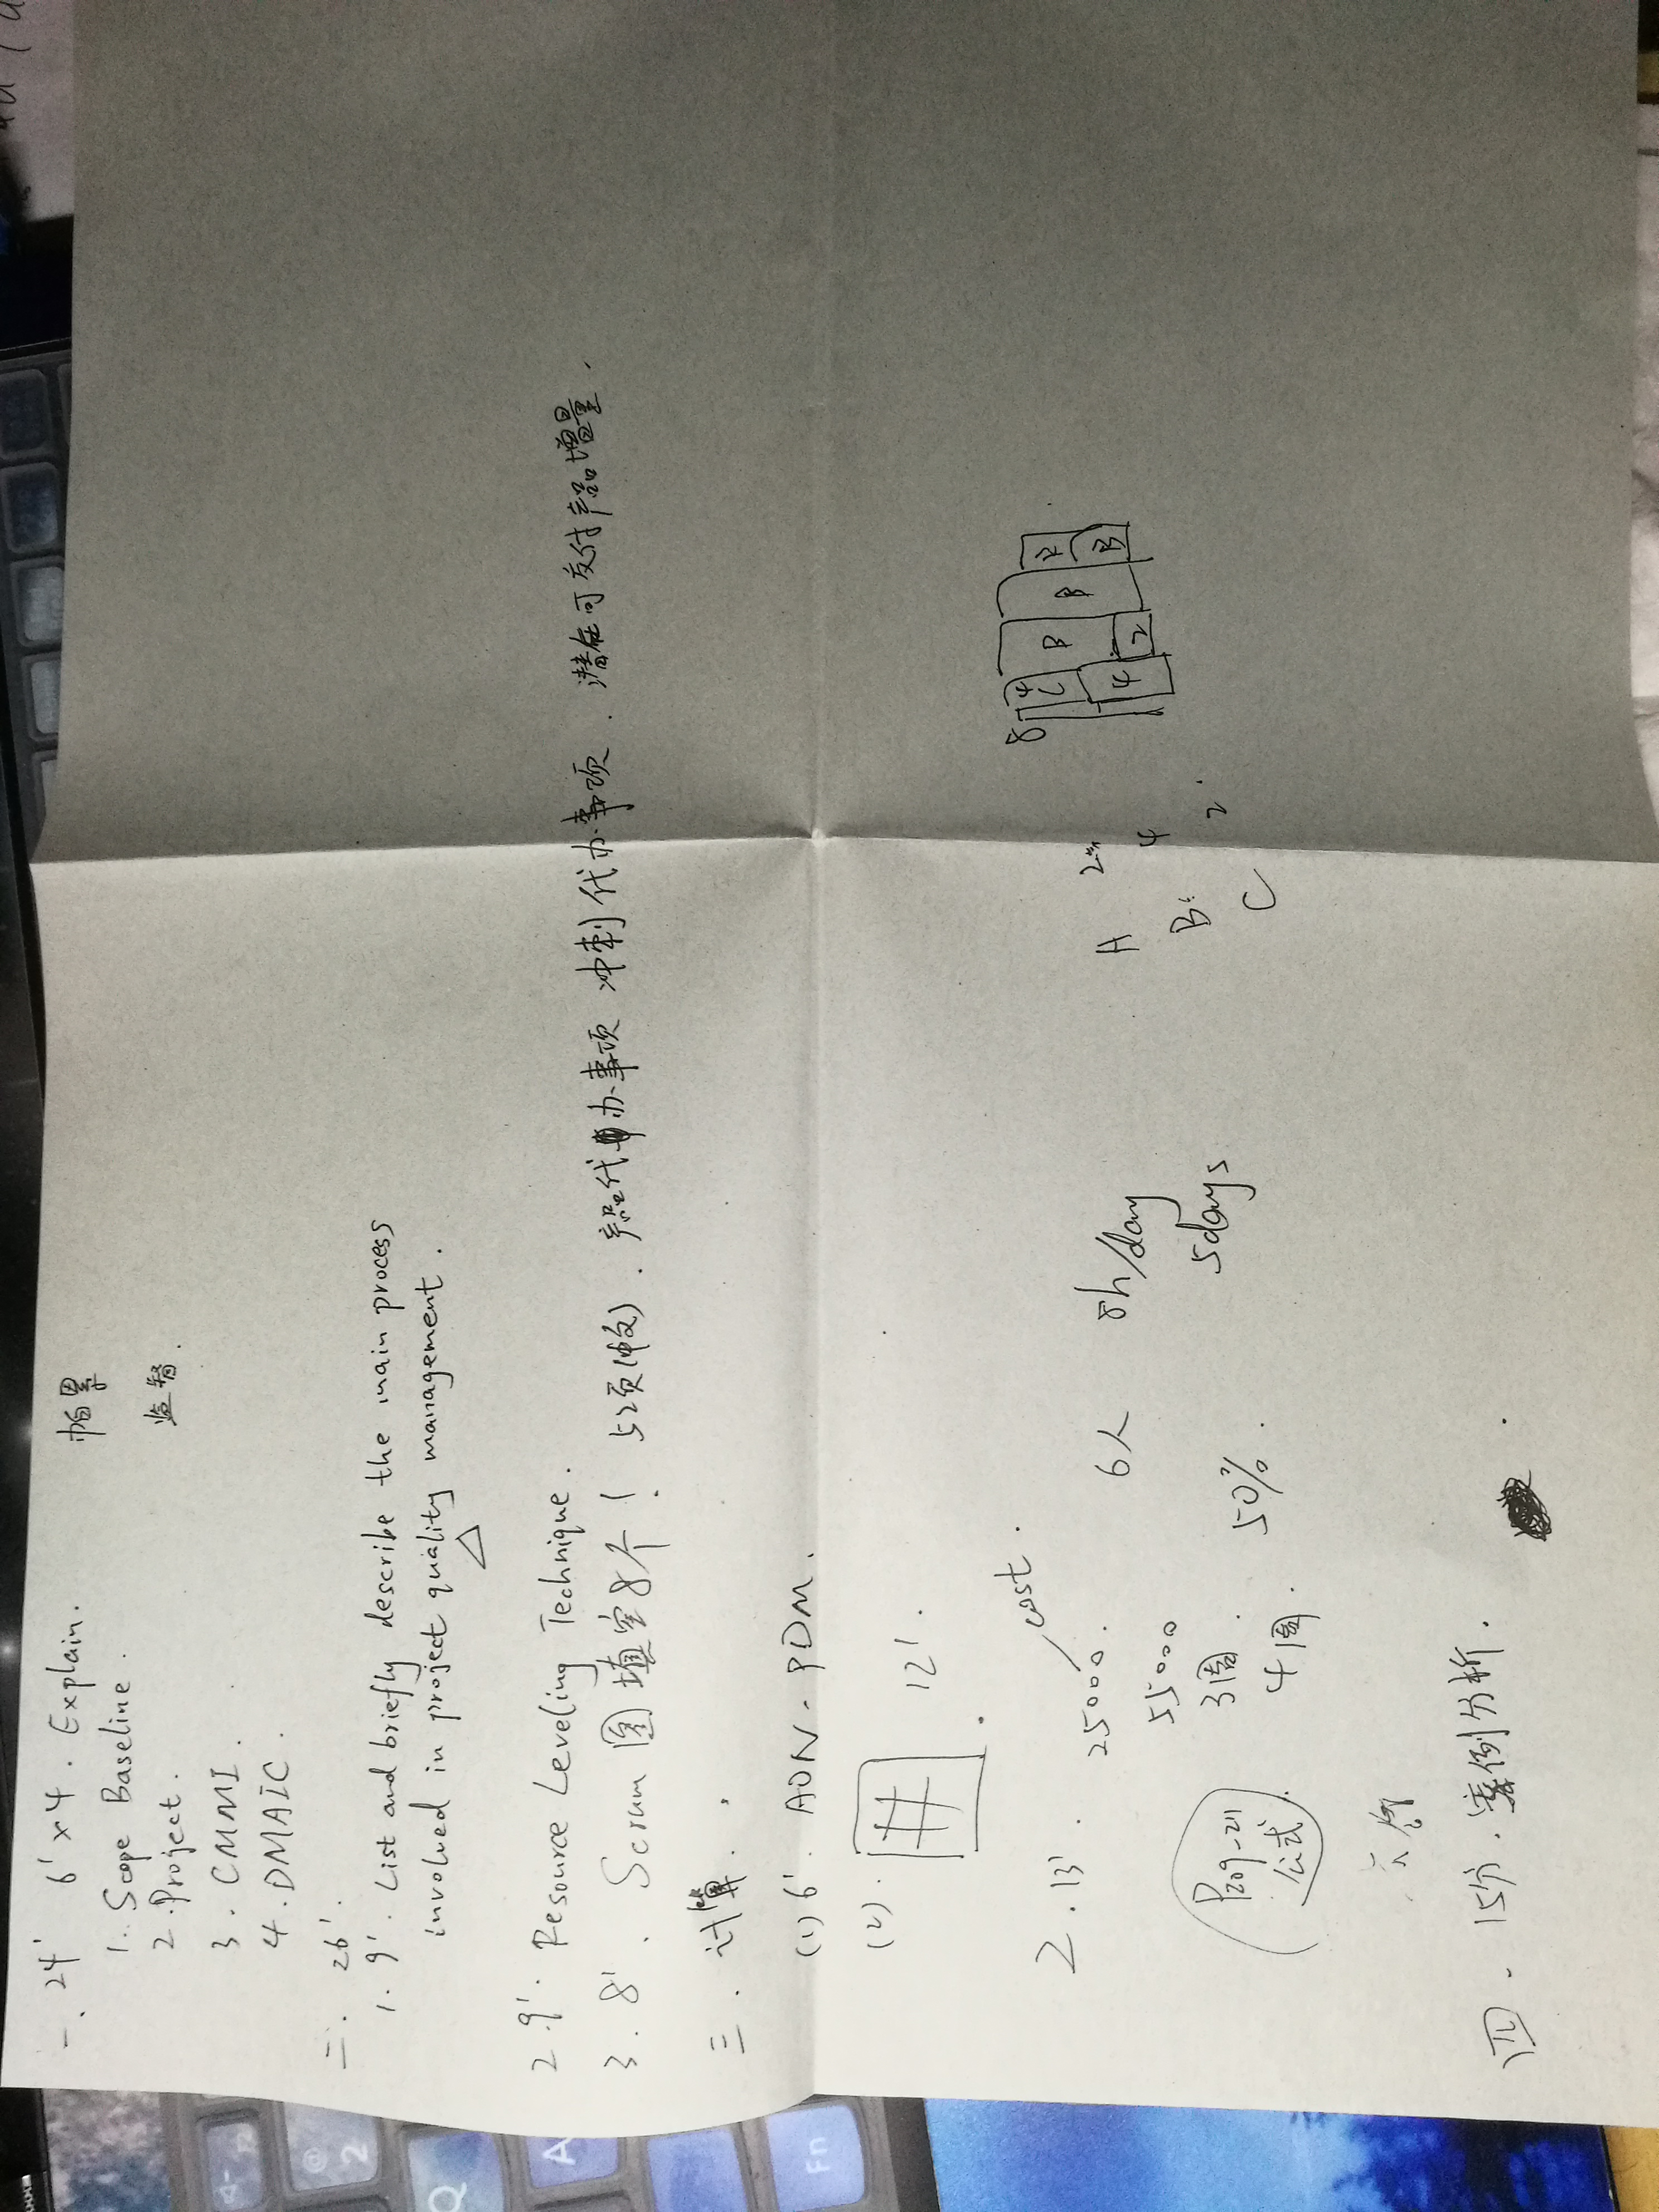 一. 24' 6'×4. Explain.
1. Scope Baseline.
2. Project.
3. CMMI.
4. DMAIC.
帕累
监督.
二. 26'.
1. 9'. List and briefly describe the main process
involved in project quality management.
2. 9'. Resource Leveling Technique.
3. 8'. Scrum 图填空8个! 52页(中文). 产品代办事项 冲刺代办事项. 潜在可交付产品增量.
三. 计算.
(1) 6'. AON-PDM.
(2). 12'.
2. 13'.
cost.
25000.
55000
3周.
4周.
6人
50%.
8h/day
5days
P209-211
公式.
A 2
B: 4
C 2.
8 4 C B B B
4 2 B
四. 15分. 案例分析.
Q
A
Fn
@
2